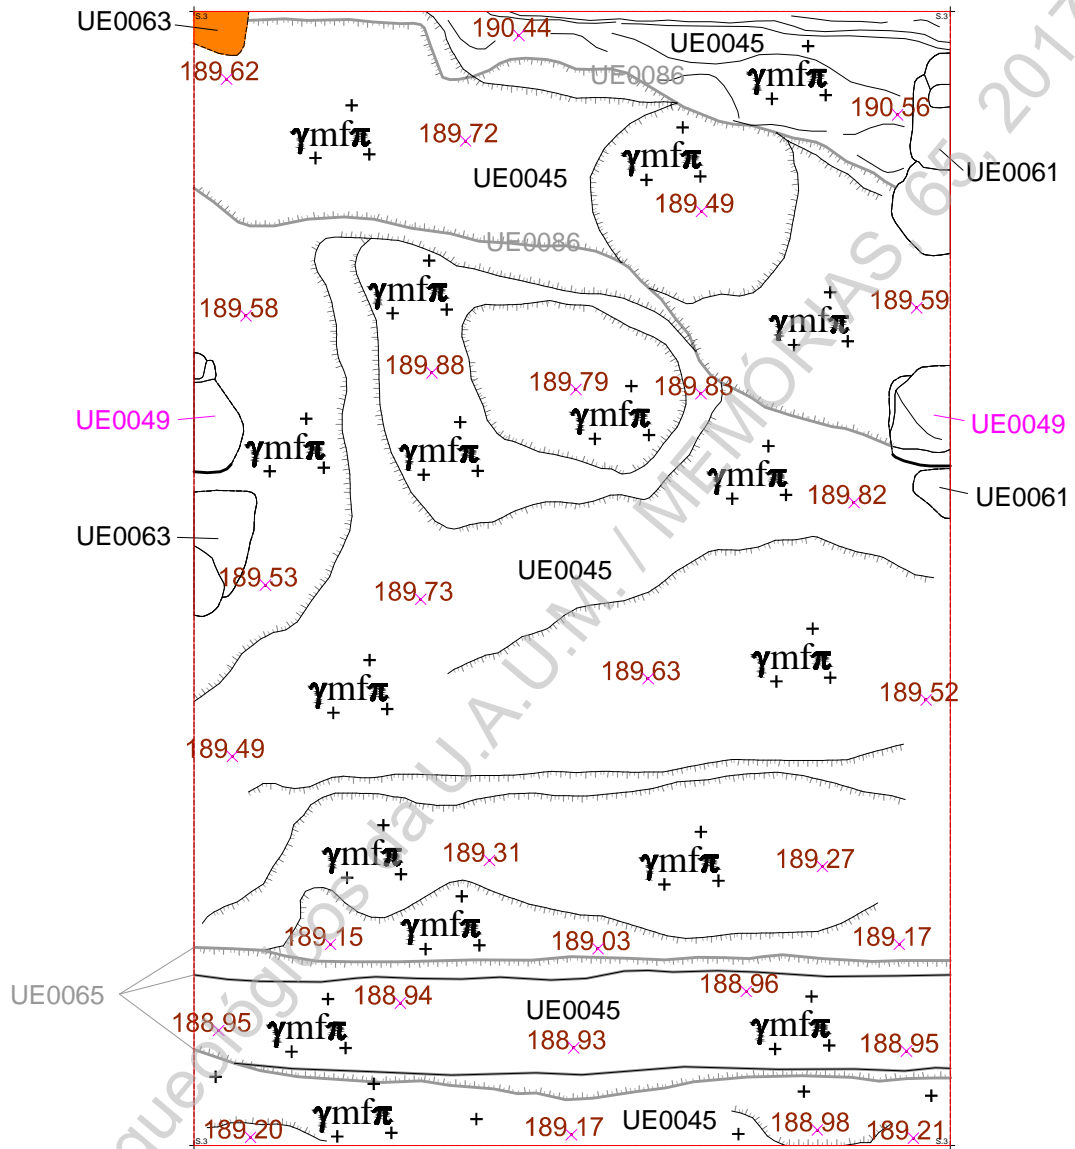 S.3
S.3
UE0063
190.44
UE0045
UE0086
189.62
γmfπ
190.56
γmfπ
189.72
γmfπ
UE0045
UE0061
189.49
UE0086
γmfπ
189.58
189.59
γmfπ
189.88
189.79
189.83
UE0049
γmfπ
UE0049
γmfπ
γmfπ
γmfπ
189.82
UE0061
UE0063
189.53
UE0045
189.73
γmfπ
189.63
γmfπ
189.52
189.49
γmfπ
189.31
γmfπ
189.27
γmfπ
189.15
189.03
189.17
UE0065
188.94
188.96
UE0045
188.95
γmfπ
188.93
γmfπ
188.95
γmfπ
UE0045
189.20
189.17
188.98
189.21
S.3
S.3
queológicos da U.A.U.M. / MEMÓRIAS, 65, 2017